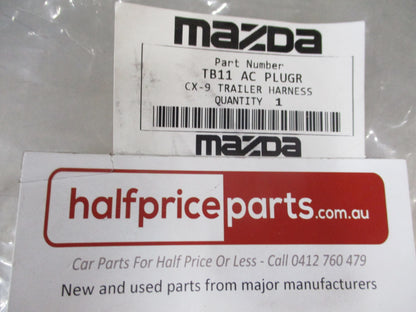 mazda
Part Number
TB11 AC PLUGR
CX-9 TRAILER HARNESS
QUANTITY 1
mazda
halfpriceparts.com.au
Car Parts For Half Price Or Less - Call 0412 760 479
New and used parts from major manufacturers